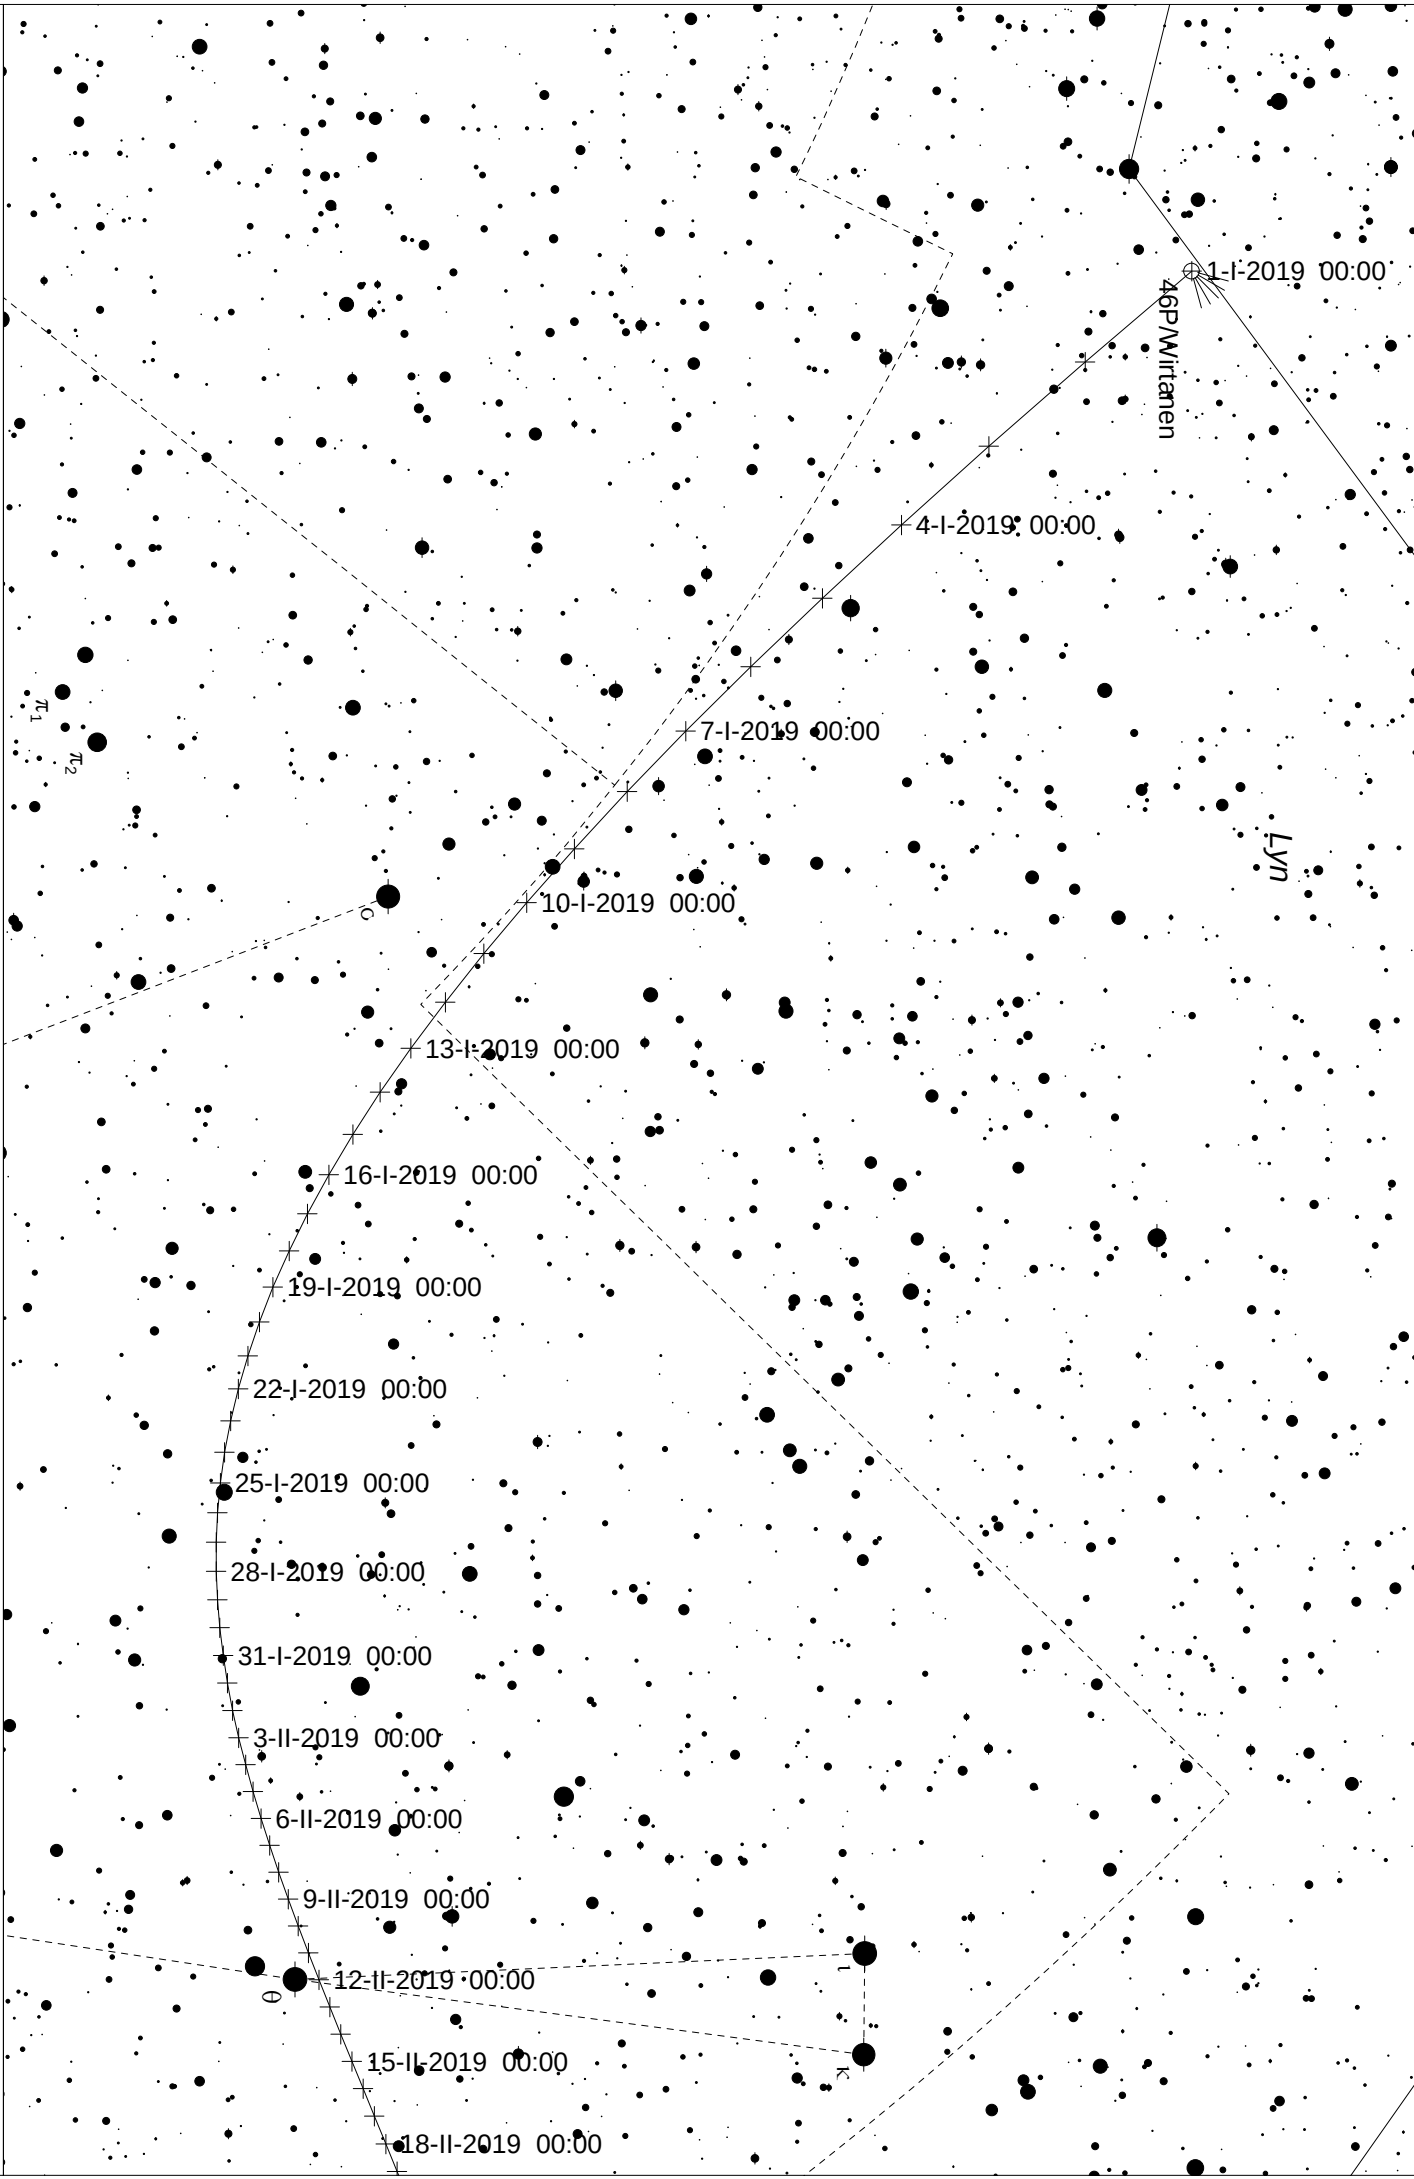 1-I-2019 00:00
46P/Wirtanen
4-I-2019 00:00
π1
π2
7-I-2019 00:00
Lyn
ο
10-I-2019 00:00
13-I-2019 00:00
16-I-2019 00:00
19-I-2019 00:00
22-I-2019 00:00
25-I-2019 00:00
28-I-2019 00:00
31-I-2019 00:00
3-II-2019 00:00
6-II-2019 00:00
9-II-2019 00:00
ι
12-II-2019 00:00
θ
15-II-2019 00:00
κ
18-II-2019 00:00